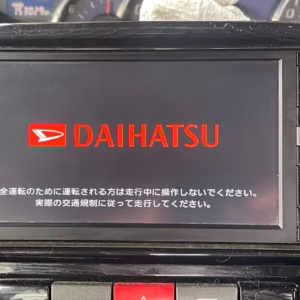 153029
DAIHATSU
全運転のために運転される方は走行中に操作しないでください。
実際の交通規制に従って走行してください。